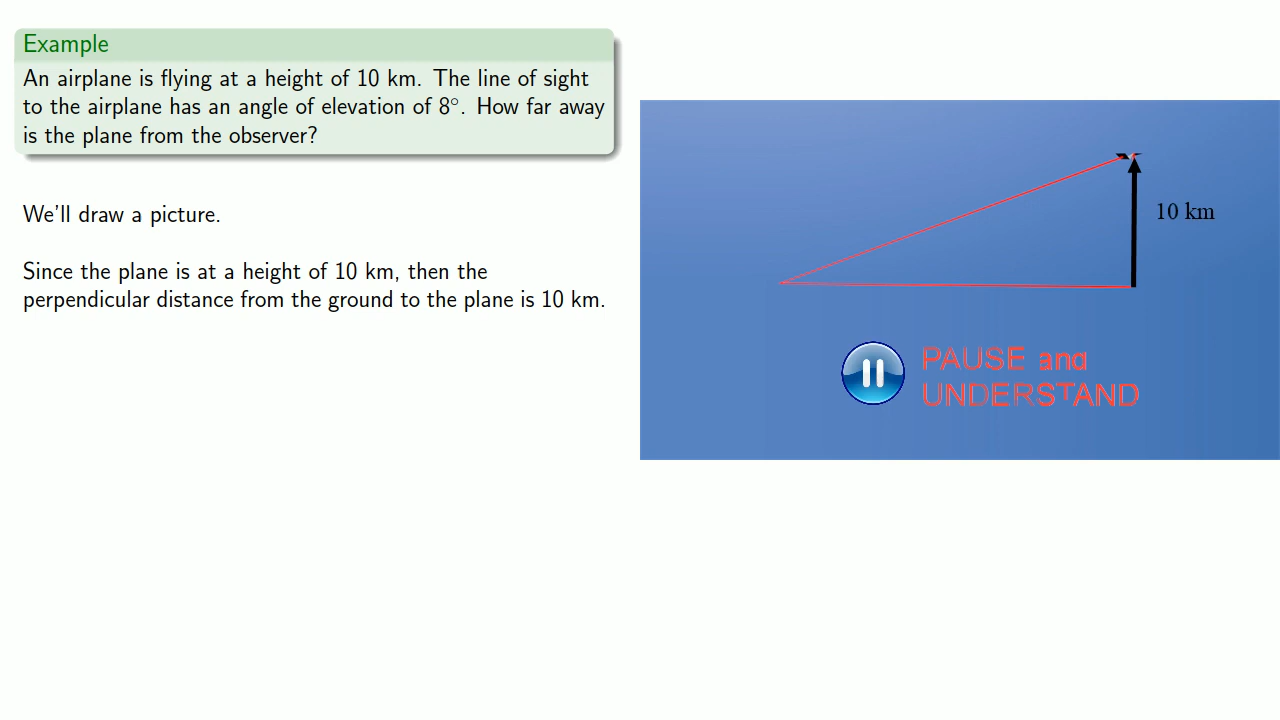 Example
An airplane is flying at a height of 10 km. The line of sight
to the airplane has an angle of elevation of 8°. How far away
is the plane from the observer?
We'll draw a picture.
Since the plane is at a height of 10 km, then the
perpendicular distance from the ground to the plane is 10 km.
10 km
PAUSE and
UNDERSTAND